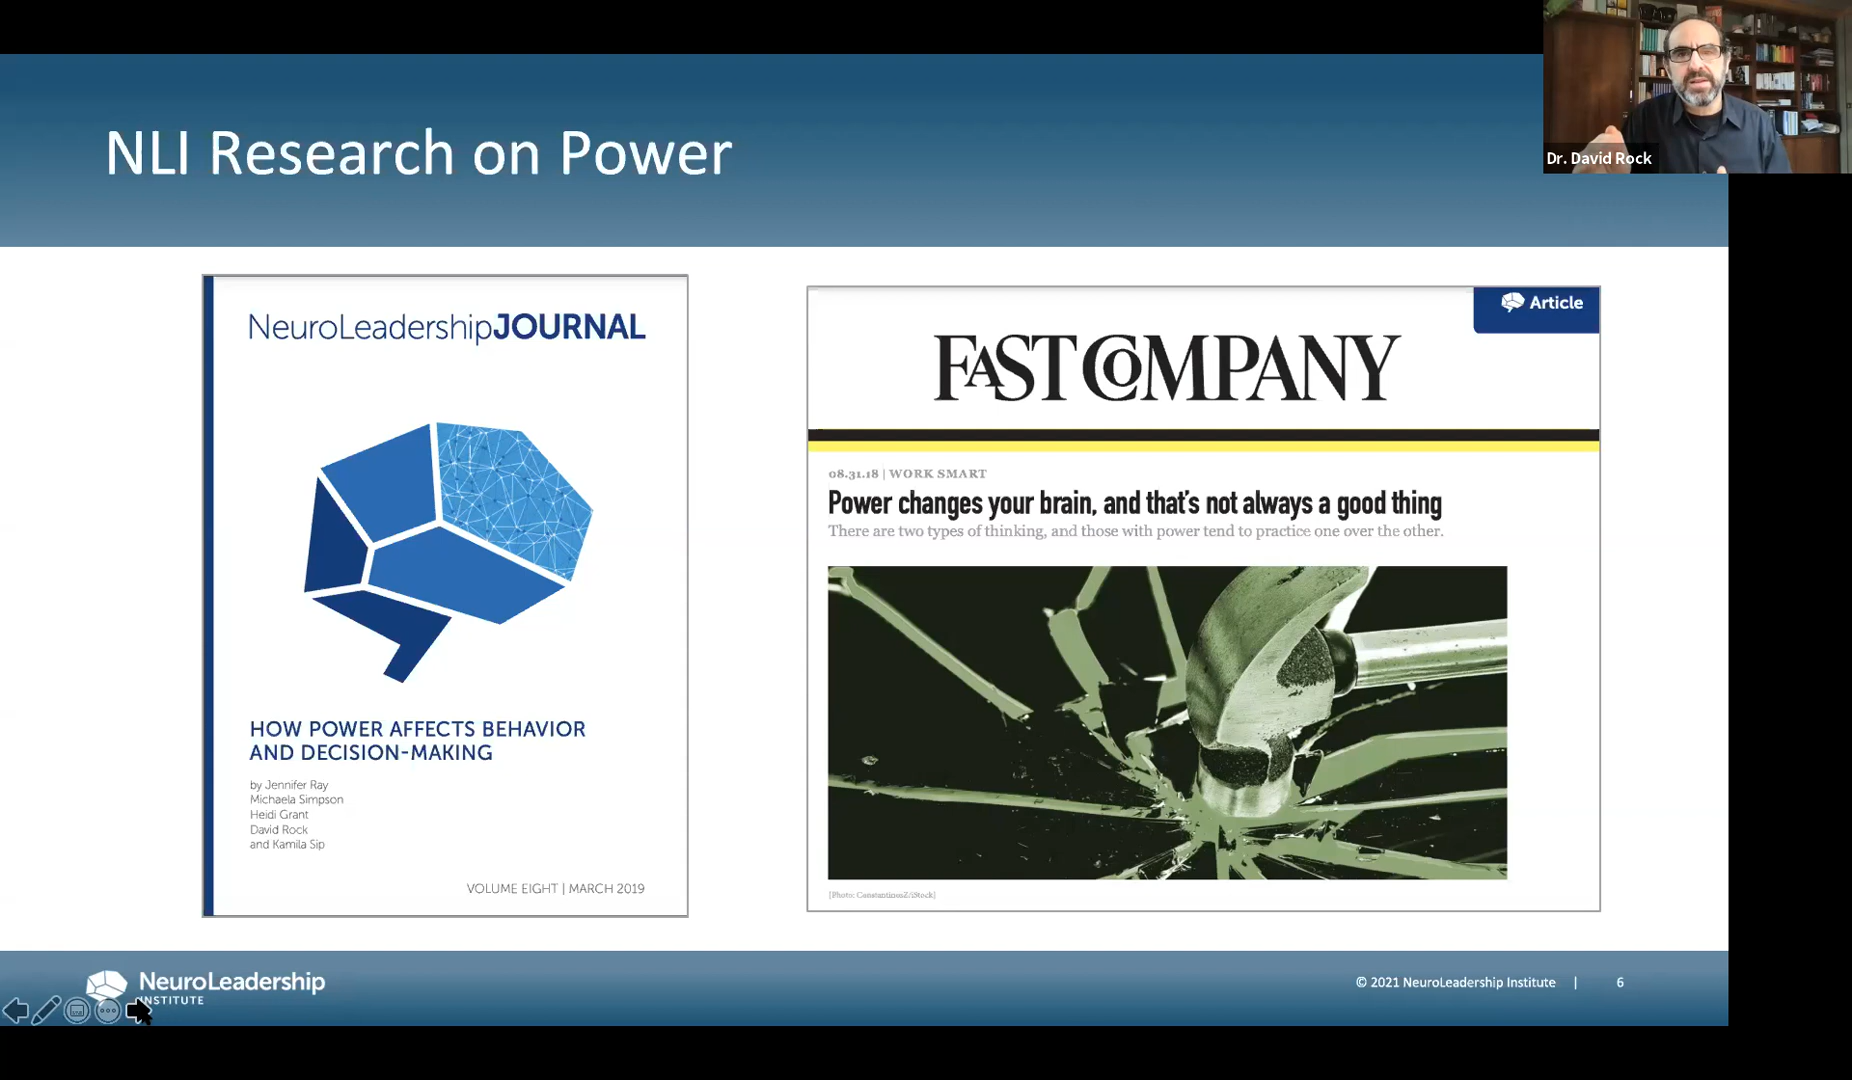 Dr. David Rock
NLI Research on Power
NeuroLeadershipJOURNAL
HOW POWER AFFECTS BEHAVIOR
AND DECISION-MAKING
by Jennifer Ray
Michaela Simpson
Heidi Grant
David Rock
and Kamila Sip
VOLUME EIGHT | MARCH 2019
Article
FAST COMPANY
08.31.18 | WORK SMART
Power changes your brain, and that's not always a good thing
There are two types of thinking, and those with power tend to practice one over the other.
[Photo: ConstantinosZ/iStock]
NeuroLeadership
INSTITUTE
© 2021 NeuroLeadership Institute | 6